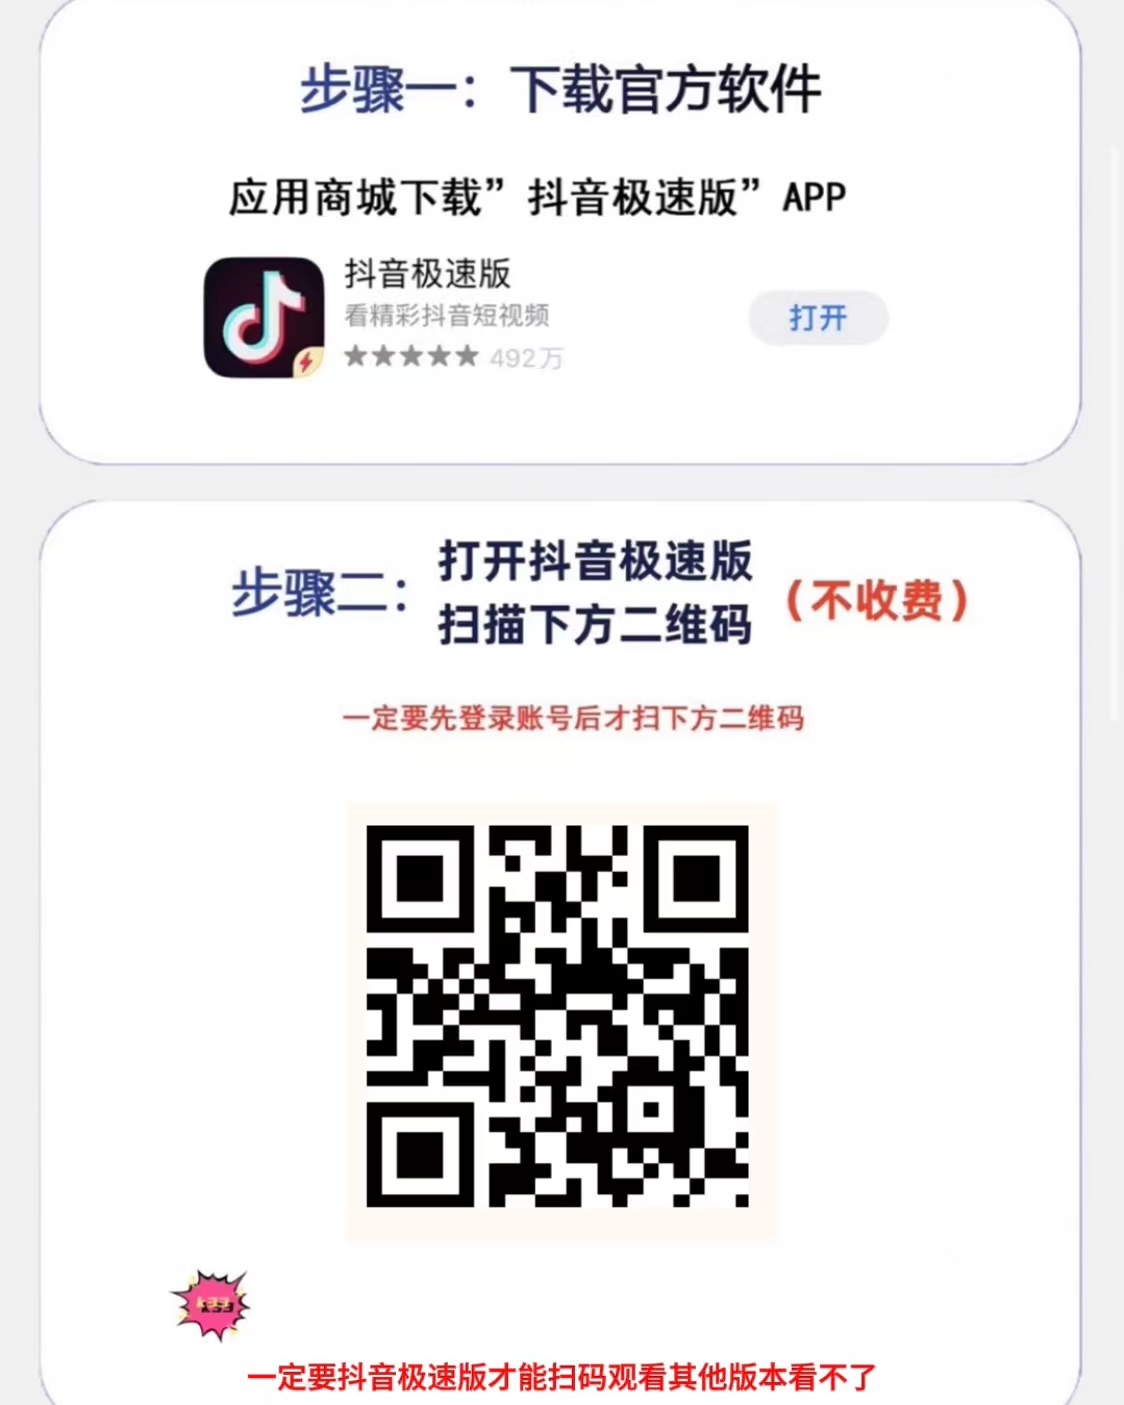 步骤一：下载官方软件
应用商城下载”抖音极速版”APP
抖音极速版
看精彩抖音短视频
492万
打开
步骤二：
打开抖音极速版
扫描下方二维码
（不收费）
一定要先登录账号后才扫下方二维码
一定要抖音极速版才能扫码观看其他版本看不了